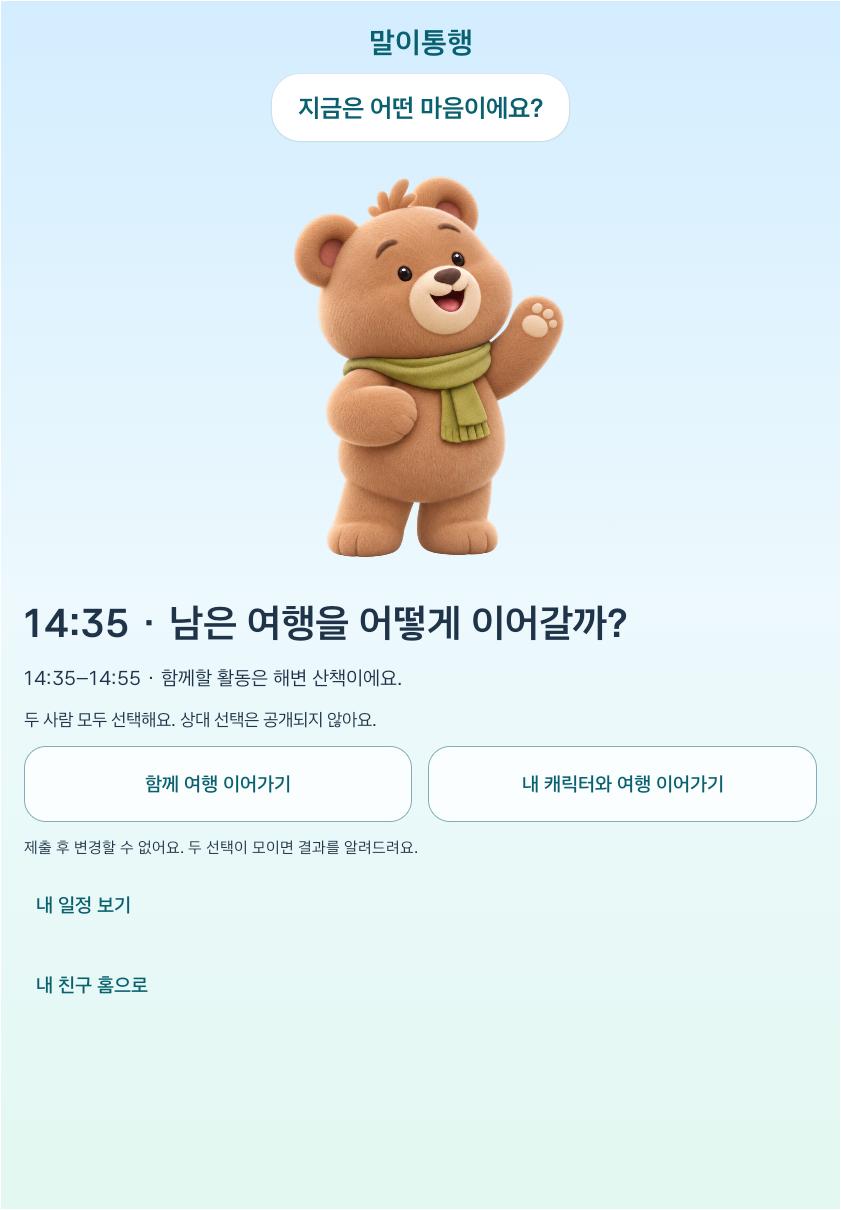 말이통행
지금은 어떤 마음이에요?
14:35 · 남은 여행을 어떻게 이어갈까?
14:35–14:55 · 함께할 활동은 해변 산책이에요.
두 사람 모두 선택해요. 상대 선택은 공개되지 않아요.
함께 여행 이어가기
내 캐릭터와 여행 이어가기
제출 후 변경할 수 없어요. 두 선택이 모이면 결과를 알려드려요.
내 일정 보기
내 친구 홈으로